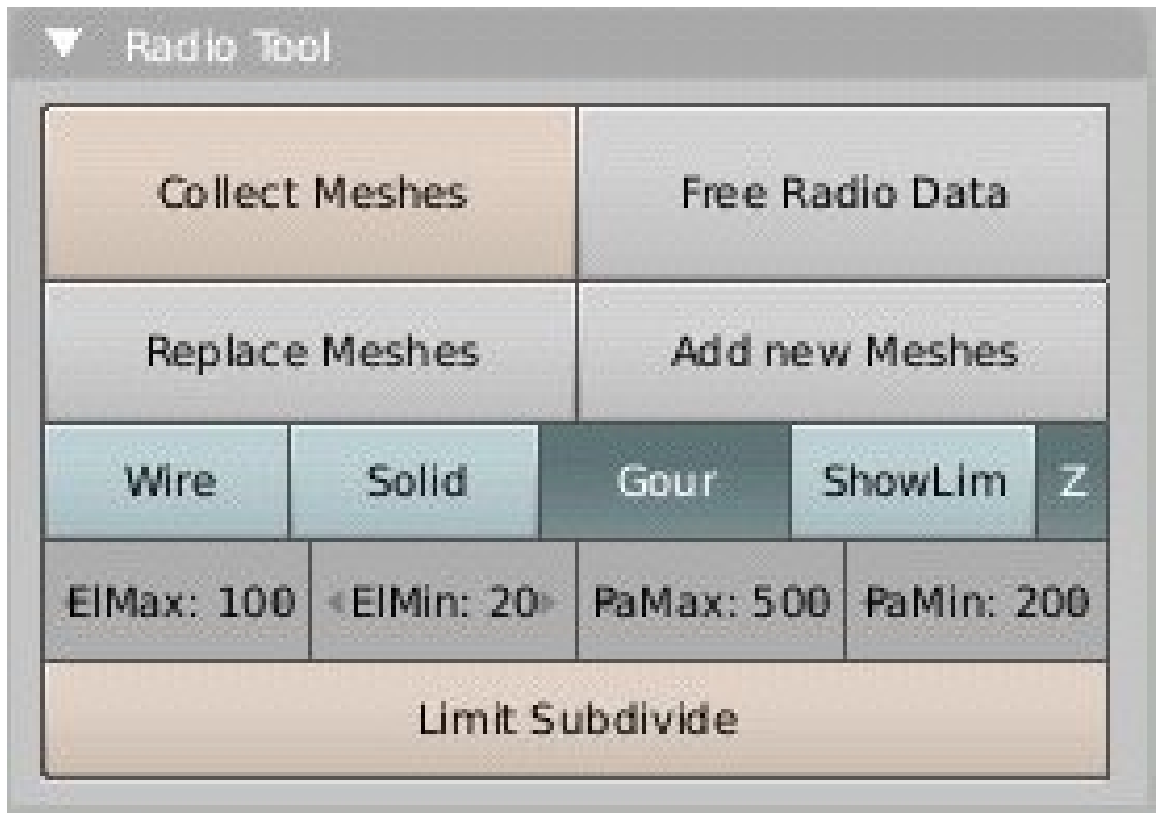 Radio Tool
Collect Meshes Free Radio Data
Replace Meshes Add new Meshes
Wire Solid Gour ShowLim Z
ElMax: 100 ElMin: 20 PaMax: 500 PaMin: 200
Limit Subdivide